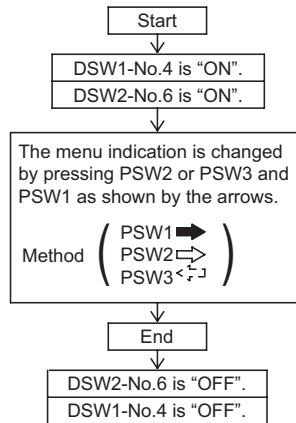 Start
DSW1-No.4 is “ON”.
DSW2-No.6 is “ON”.
The menu indication is changed
by pressing PSW2 or PSW3 and
PSW1 as shown by the arrows.
Method
PSW1
PSW2
PSW3
End
DSW2-No.6 is “OFF”.
DSW1-No.4 is “OFF”.